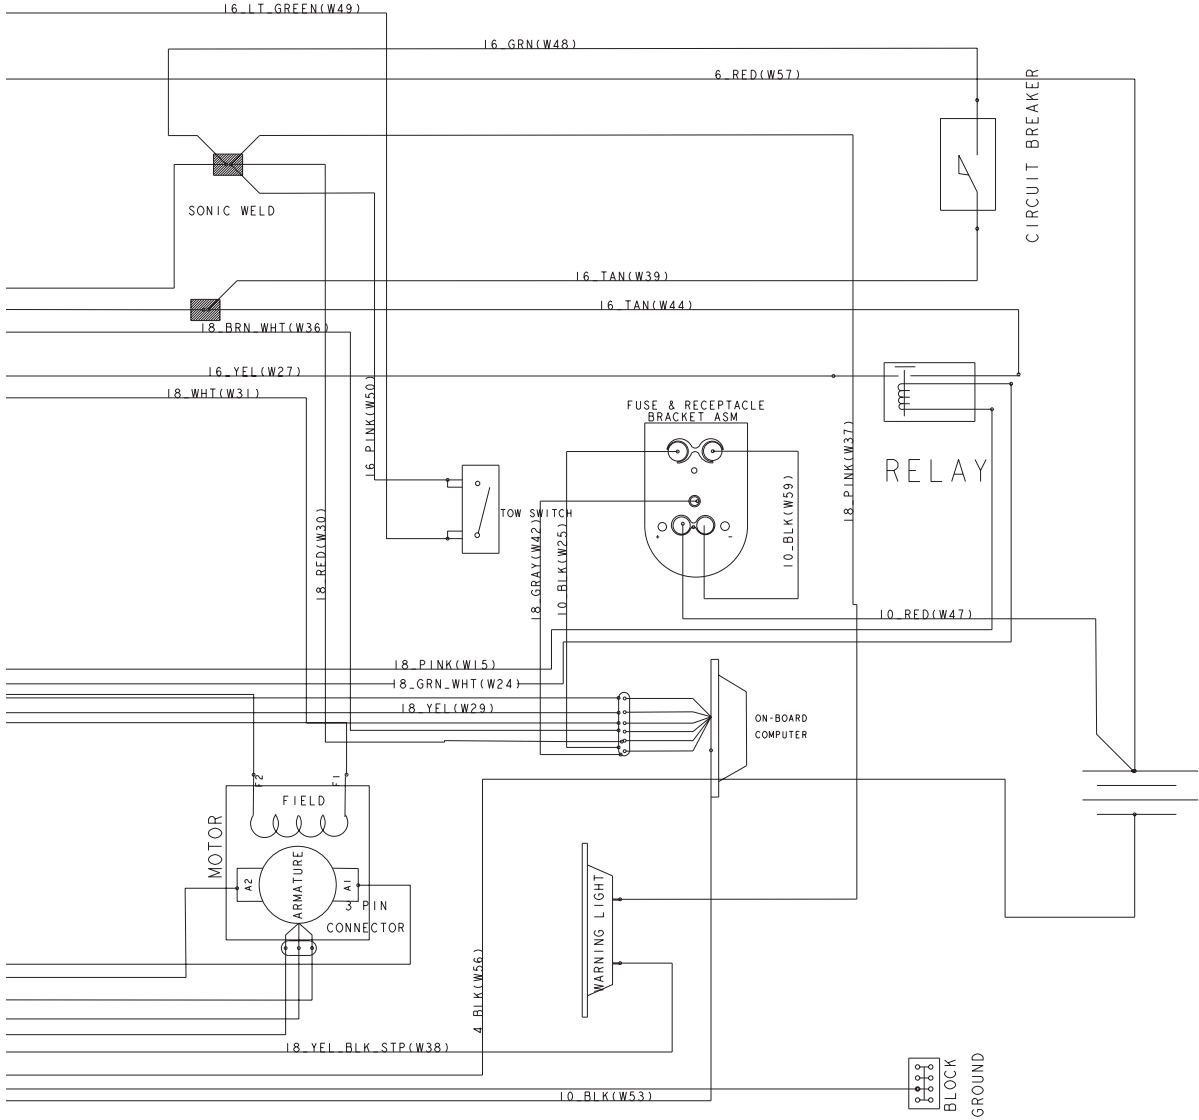 16_LT_GREEN(W49)
16_GRN(W48)
6_RED(W57)
CIRCUIT BREAKER
SONIC WELD
16_TAN(W39)
16_TAN(W44)
18_BRN_WHT(W36)
16_YEL(W27)
18_WHT(W31)
16_PINK(W50)
FUSE & RECEPTACLE
BRACKET ASM
18_PINK(W37)
RELAY
10_BLK(W59)
TOW SWITCH
18_RED(W30)
18_GRAY(W42)
10_BLK(W25)
+
-
10_RED(W47)
18_PINK(W15)
18_GRN_WHT(W24)
18_YEL(W29)
ON-BOARD
COMPUTER
F2
F1
FIELD
MOTOR
ARMATURE
A2
A1
3 PIN
CONNECTOR
WARNING LIGHT
4_BLK(W56)
18_YEL_BLK_STP(W38)
10_BLK(W53)
BLOCK
GROUND